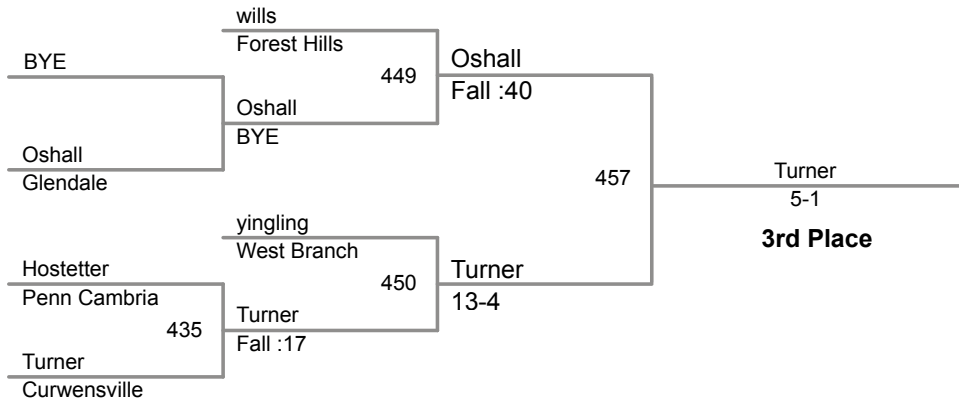 wills
Forest Hills
BYE
449
Oshall
Fall :40
Oshall
BYE
Oshall
Glendale
457
Turner
5-1
3rd Place
yingling
West Branch
Hostetter
Penn Cambria
450
Turner
13-4
435
Turner
Fall :17
Turner
Curwensville